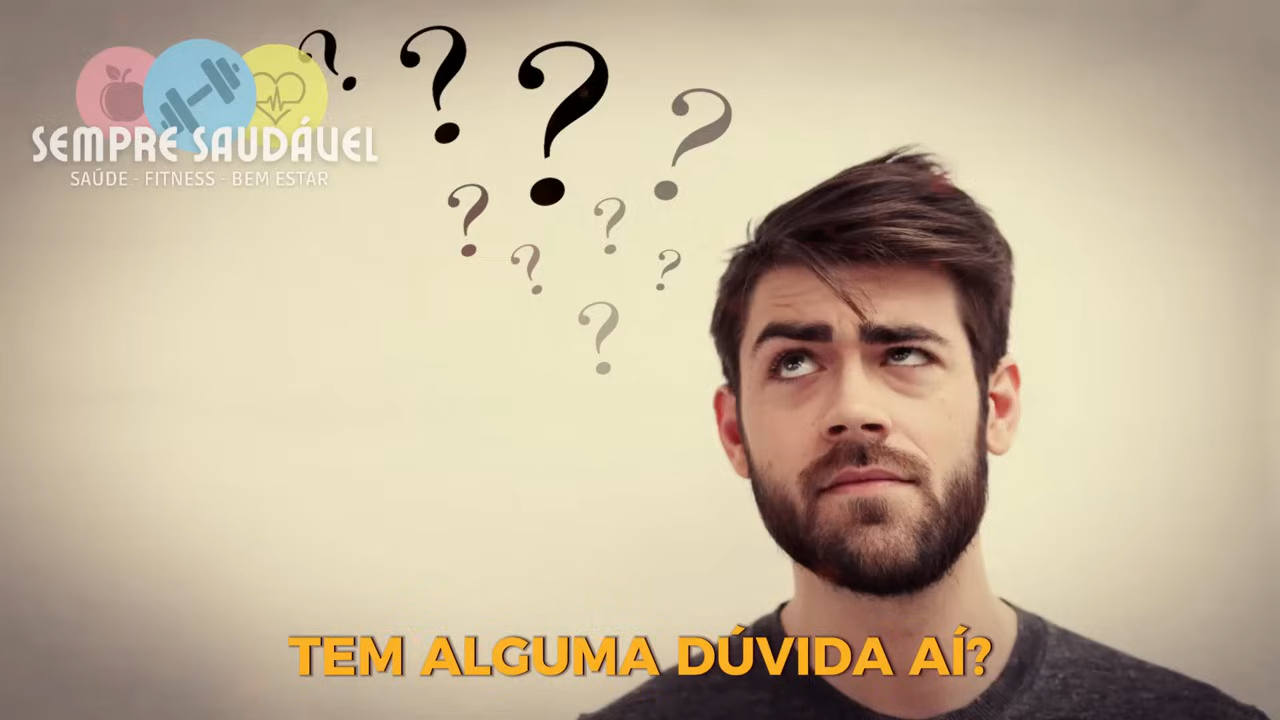 SEMPRE SAUDÁVEL
SAÚDE - FITNESS - BEM ESTAR
? ? ? ?
? ?
? ?
?
TEM ALGUMA DÚVIDA AÍ?